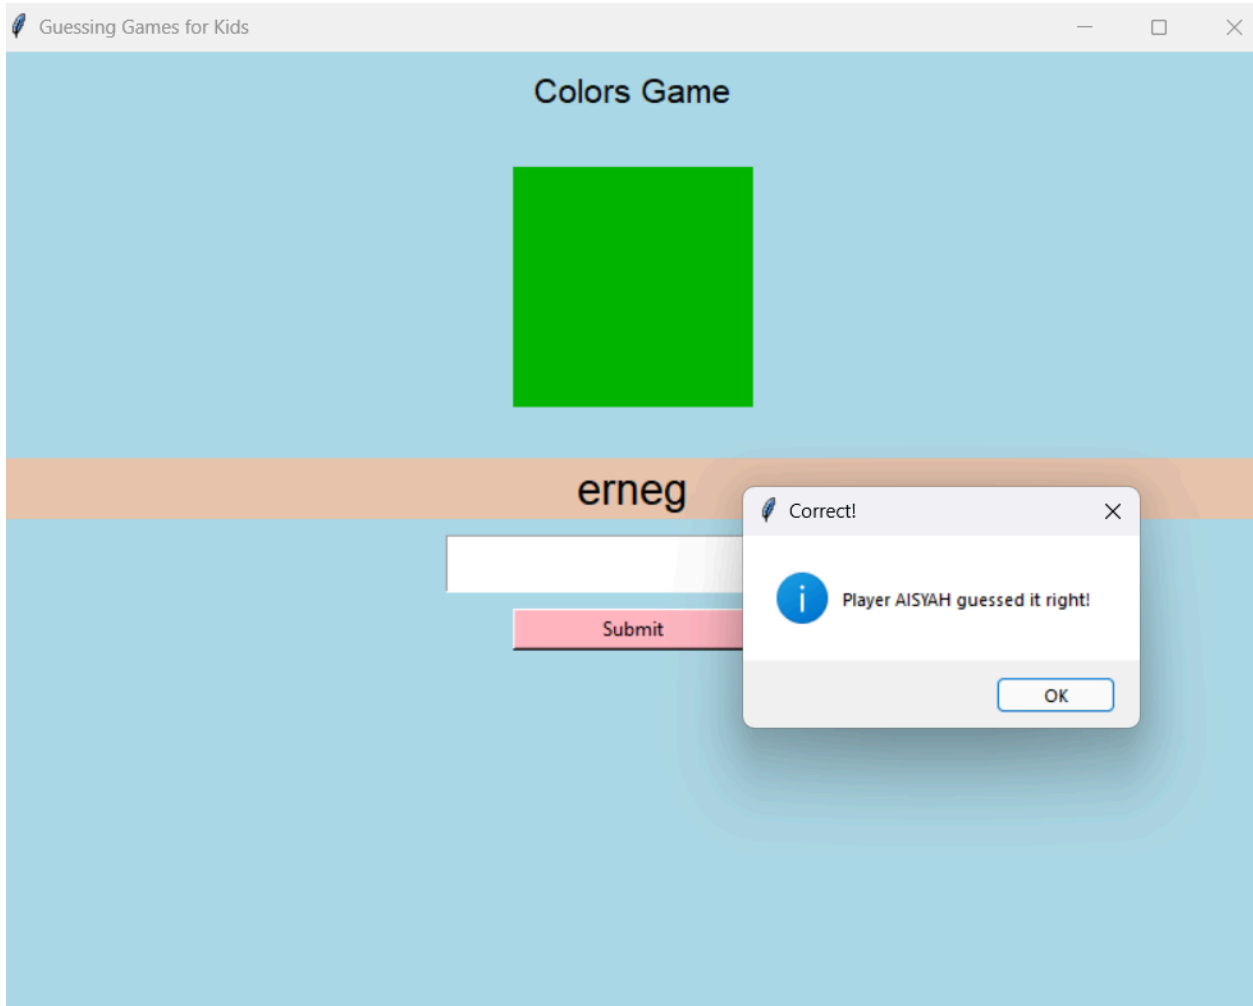 Guessing Games for Kids
Colors Game
erneg
Correct!
Player AISYAH guessed it right!
Submit
OK